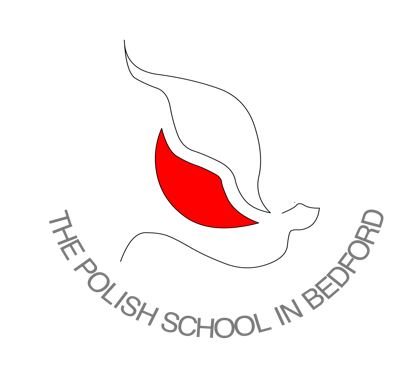 THE POLISH SCHOOL IN BEDFORD